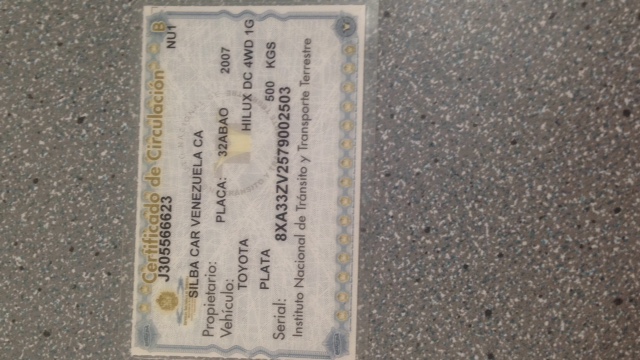 Certificado de Circulación
B
J305566623
NU1
SILBA CAR VENEZUELA CA
Propietario:
PLACA: 32ABAO 2007
Vehículo:
TOYOTA HILUX DC 4WD 1G
PLATA 500 KGS
Serial: 8XA33ZV2579002503
Instituto Nacional de Tránsito y Transporte Terrestre